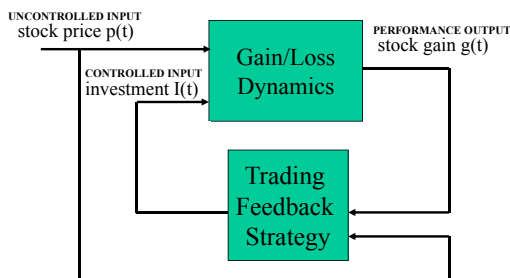 UNCONTROLLED INPUT
stock price p(t)
PERFORMANCE OUTPUT
stock gain g(t)
Gain/Loss
Dynamics
CONTROLLED INPUT
investment I(t)
Trading
Feedback
Strategy